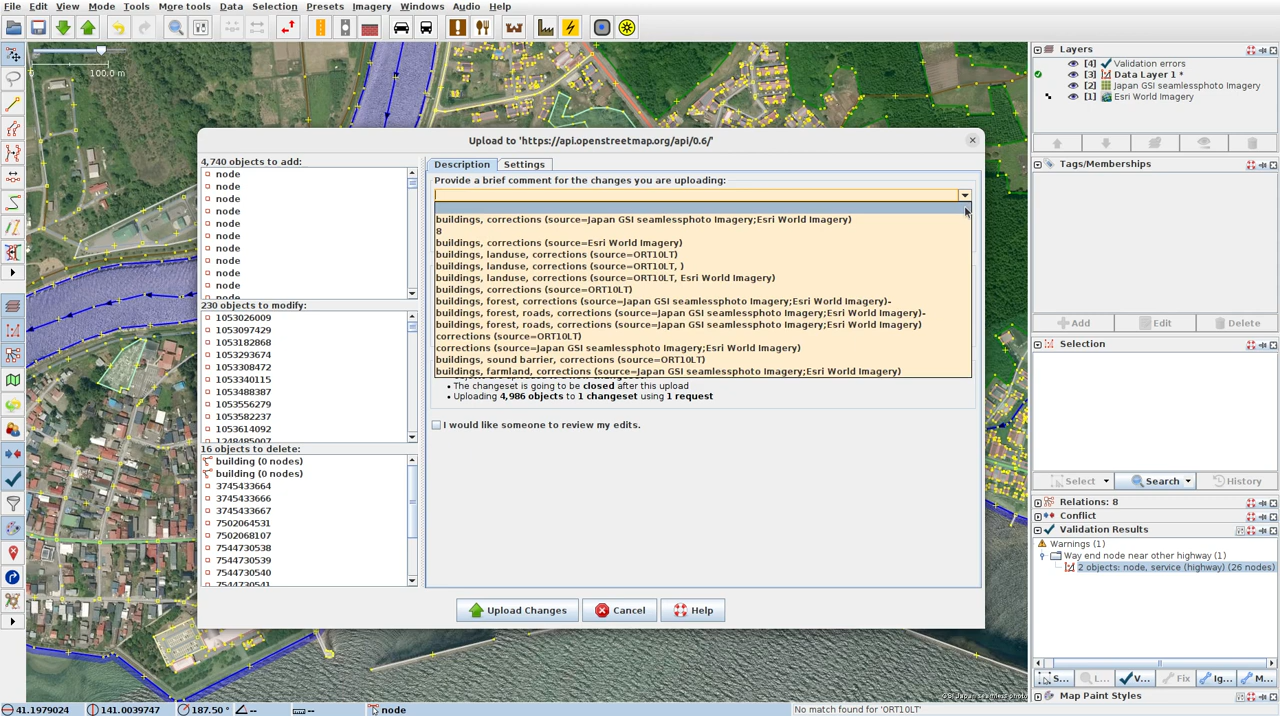 File Edit View Mode Tools More tools Data Selection Presets Imagery Windows Audio Help
0 100.0 m
Layers
[4] Validation errors
[3] Data Layer 1 *
[2] Japan GSI seamlessphoto Imagery
[1] Esri World Imagery
Tags/Memberships
Add Edit Delete
Selection
Select Search History
Relations: 8
Conflict
Validation Results
Warnings (1)
Way end node near other highway (1)
2 objects: node, service (highway) (26 nodes)
S... L... V... Fix Ig... M...
Map Paint Styles
Upload to 'https://api.openstreetmap.org/api/0.6/'
4,740 objects to add:
node
node
node
node
node
node
node
node
node
node
node
230 objects to modify:
1053026009
1053097429
1053182868
1053293674
1053308472
1053340115
1053488387
1053556279
1053582237
1053614092
1248485007
16 objects to delete:
building (0 nodes)
building (0 nodes)
3745433664
3745433666
3745433667
7502064531
7502068107
7544730538
7544730539
7544730540
7544730541
Description Settings
Provide a brief comment for the changes you are uploading:
buildings, corrections (source=Japan GSI seamlessphoto Imagery;Esri World Imagery)
8
buildings, corrections (source=Esri World Imagery)
buildings, landuse, corrections (source=ORT10LT)
buildings, landuse, corrections (source=ORT10LT, )
buildings, landuse, corrections (source=ORT10LT, Esri World Imagery)
buildings, corrections (source=ORT10LT)
buildings, forest, corrections (source=Japan GSI seamlessphoto Imagery;Esri World Imagery)-
buildings, forest, roads, corrections (source=Japan GSI seamlessphoto Imagery;Esri World Imagery)-
buildings, forest, roads, corrections (source=Japan GSI seamlessphoto Imagery;Esri World Imagery)
corrections (source=ORT10LT)
corrections (source=Japan GSI seamlessphoto Imagery;Esri World Imagery)
buildings, sound barrier, corrections (source=ORT10LT)
buildings, farmland, corrections (source=Japan GSI seamlessphoto Imagery;Esri World Imagery)
• The changeset is going to be closed after this upload
• Uploading 4,986 objects to 1 changeset using 1 request
I would like someone to review my edits.
Upload Changes Cancel Help
GSI Japan seamless photo
41.1979024 141.0039747 187.50 ° -- -- node No match found for 'ORT10LT'